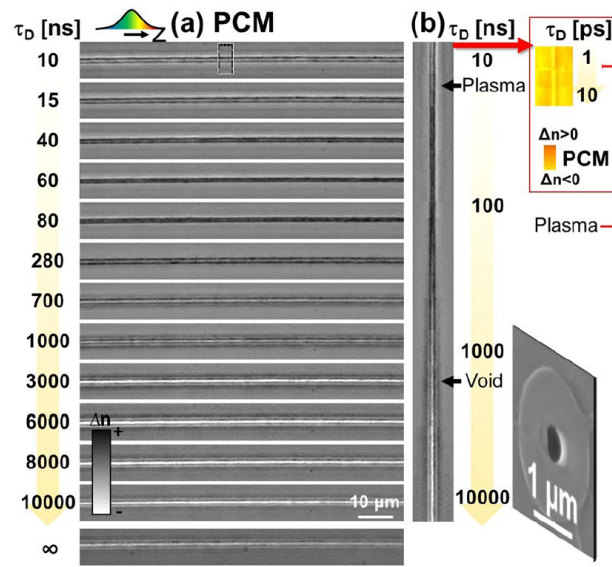 τD [ns]
Z
(a) PCM
10
15
40
60
80
280
700
1000
3000
6000
8000
10000
∞
Δn
+
-
10 µm
(b)
τD [ns]
10
Plasma
100
1000
Void
10000
τD [ps]
1
10
Δn>0
PCM
Δn<0
Plasma
1 µm